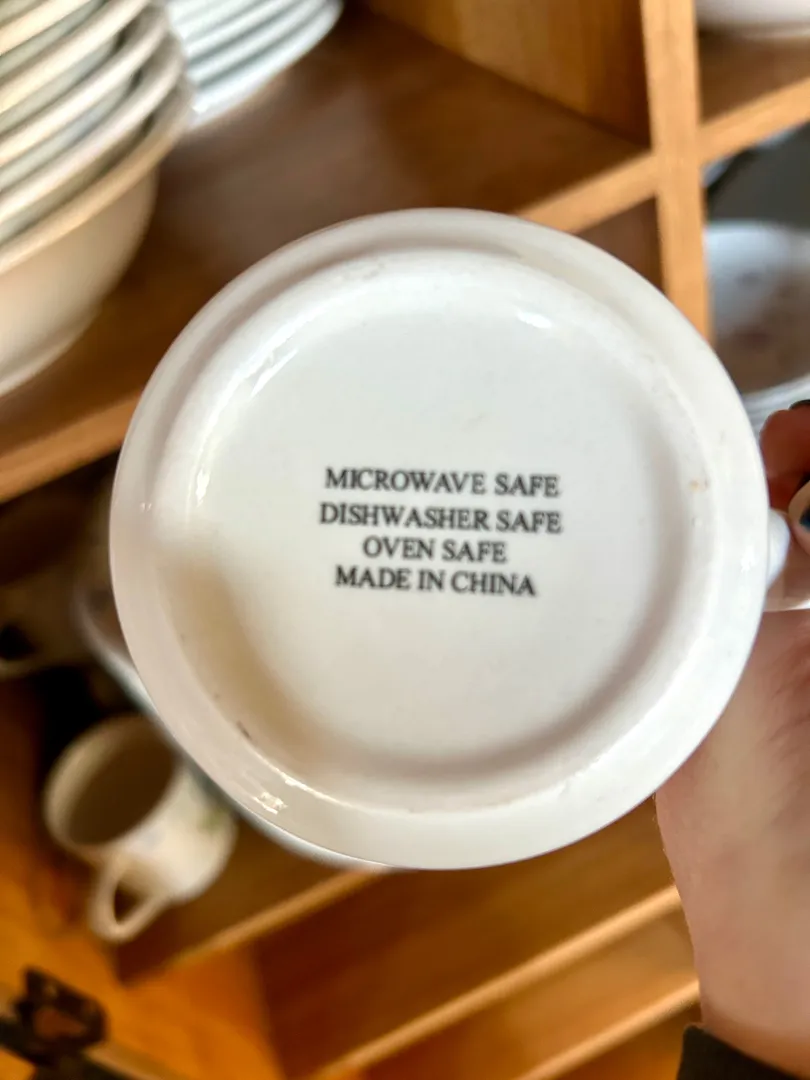 MICROWAVE SAFE
DISHWASHER SAFE
OVEN SAFE
MADE IN CHINA